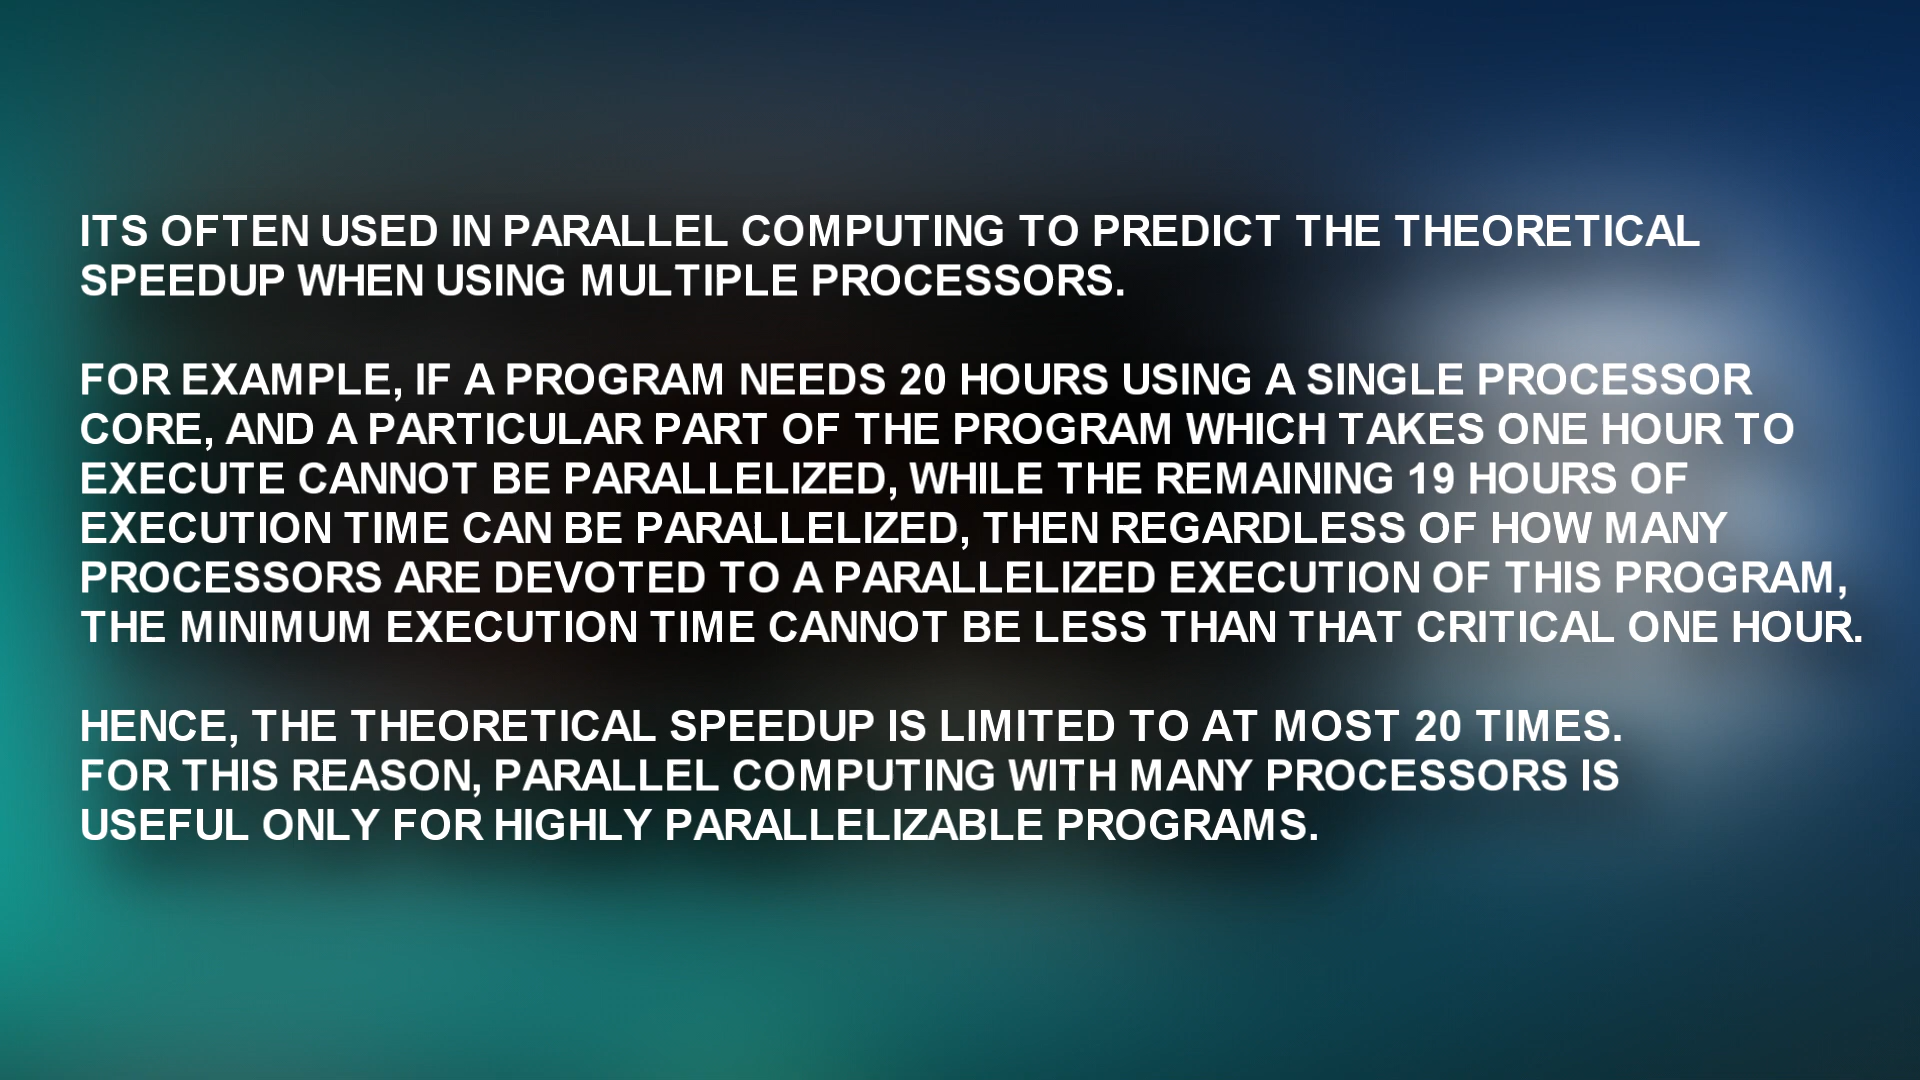 ITS OFTEN USED IN PARALLEL COMPUTING TO PREDICT THE THEORETICAL
SPEEDUP WHEN USING MULTIPLE PROCESSORS.
FOR EXAMPLE, IF A PROGRAM NEEDS 20 HOURS USING A SINGLE PROCESSOR
CORE, AND A PARTICULAR PART OF THE PROGRAM WHICH TAKES ONE HOUR TO
EXECUTE CANNOT BE PARALLELIZED, WHILE THE REMAINING 19 HOURS OF
EXECUTION TIME CAN BE PARALLELIZED, THEN REGARDLESS OF HOW MANY
PROCESSORS ARE DEVOTED TO A PARALLELIZED EXECUTION OF THIS PROGRAM,
THE MINIMUM EXECUTION TIME CANNOT BE LESS THAN THAT CRITICAL ONE HOUR.
HENCE, THE THEORETICAL SPEEDUP IS LIMITED TO AT MOST 20 TIMES.
FOR THIS REASON, PARALLEL COMPUTING WITH MANY PROCESSORS IS
USEFUL ONLY FOR HIGHLY PARALLELIZABLE PROGRAMS.